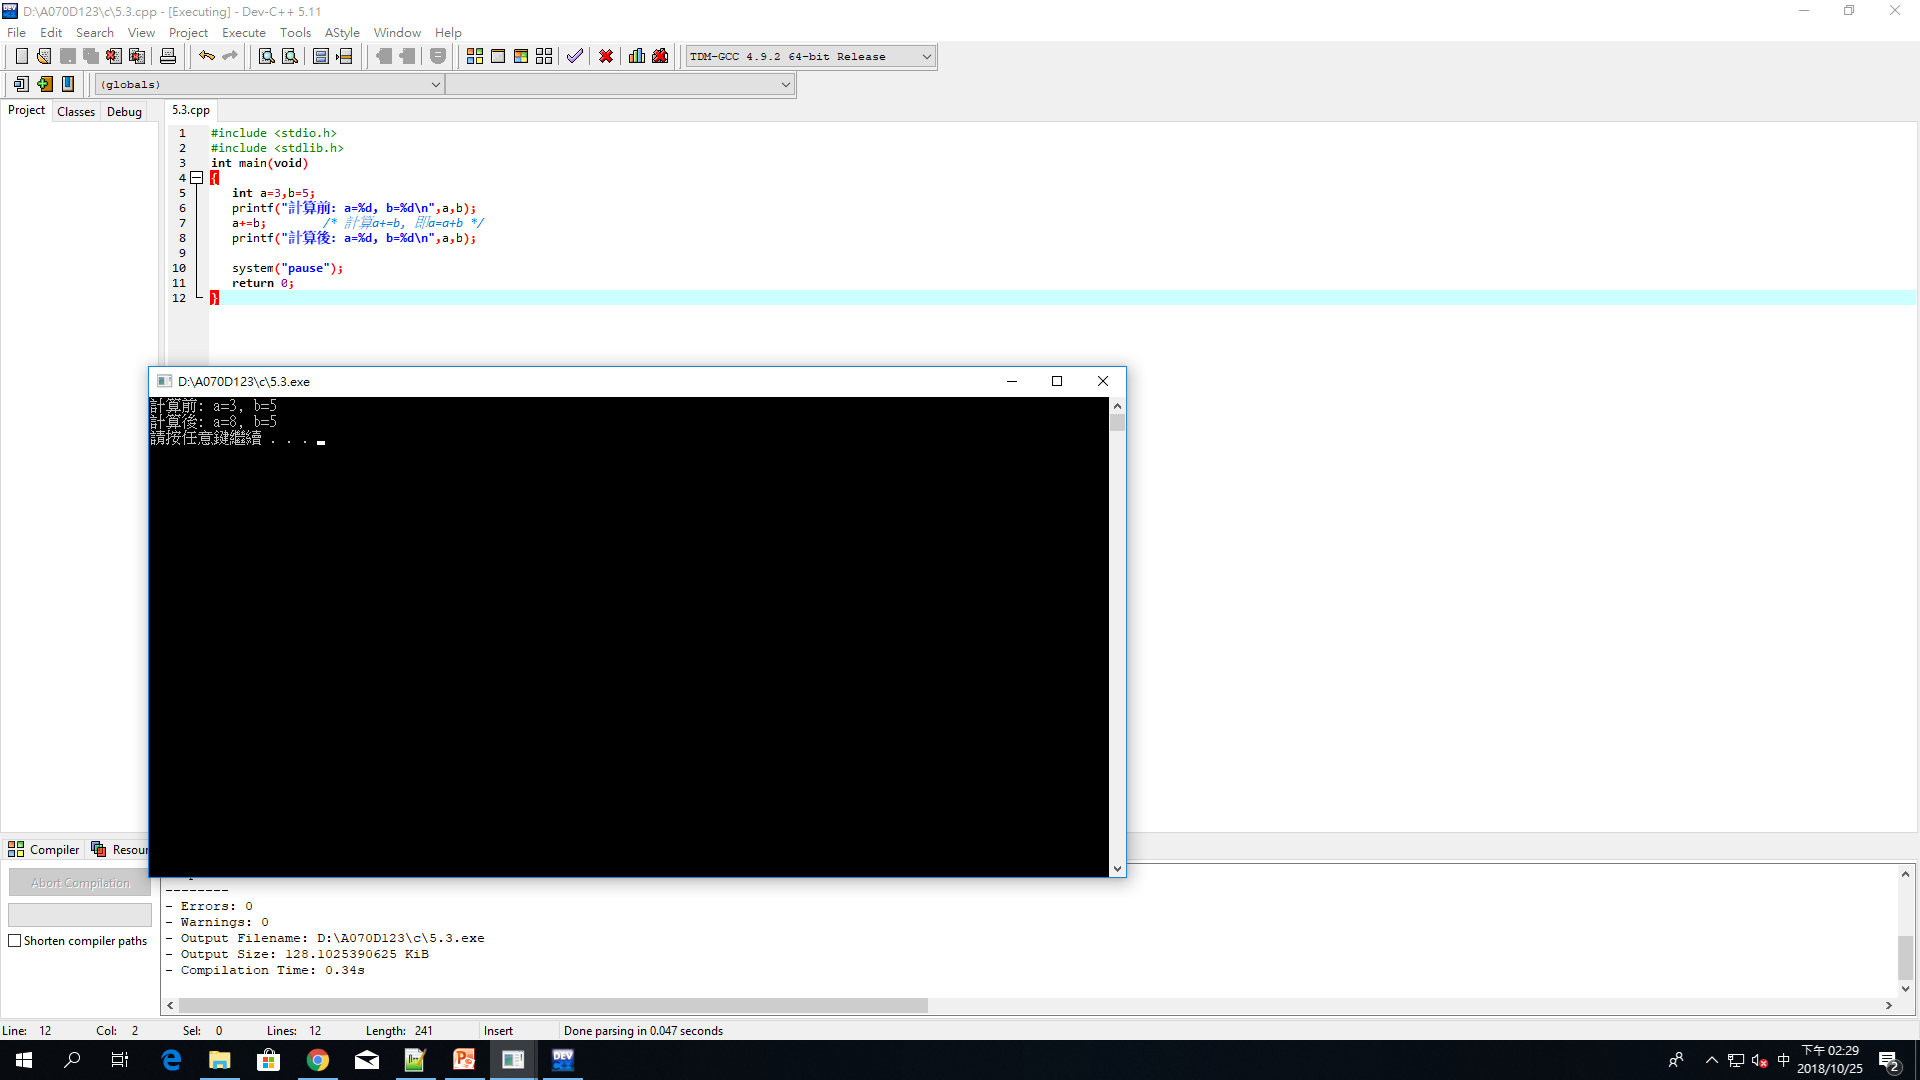 D:\A070D123\c\5.3.cpp - [Executing] - Dev-C++ 5.11
File Edit Search View Project Execute Tools AStyle Window Help
TDM-GCC 4.9.2 64-bit Release
(globals)
Project Classes Debug
5.3.cpp
1 #include <stdio.h>
2 #include <stdlib.h>
3 int main(void)
4 {
5 int a=3,b=5;
6 printf("計算前: a=%d, b=%d\n",a,b);
7 a+=b; /* 計算a+=b, 即a=a+b */
8 printf("計算後: a=%d, b=%d\n",a,b);
9
10 system("pause");
11 return 0;
12 }
D:\A070D123\c\5.3.exe
計算前: a=3, b=5
計算後: a=8, b=5
請按任意鍵繼續 . . .
Compiler Resour
Abort Compilation
Shorten compiler paths
--------
- Errors: 0
- Warnings: 0
- Output Filename: D:\A070D123\c\5.3.exe
- Output Size: 128.1025390625 KiB
- Compilation Time: 0.34s
Line: 12 Col: 2 Sel: 0 Lines: 12 Length: 241 Insert Done parsing in 0.047 seconds
中
下午 02:29
2018/10/25
2